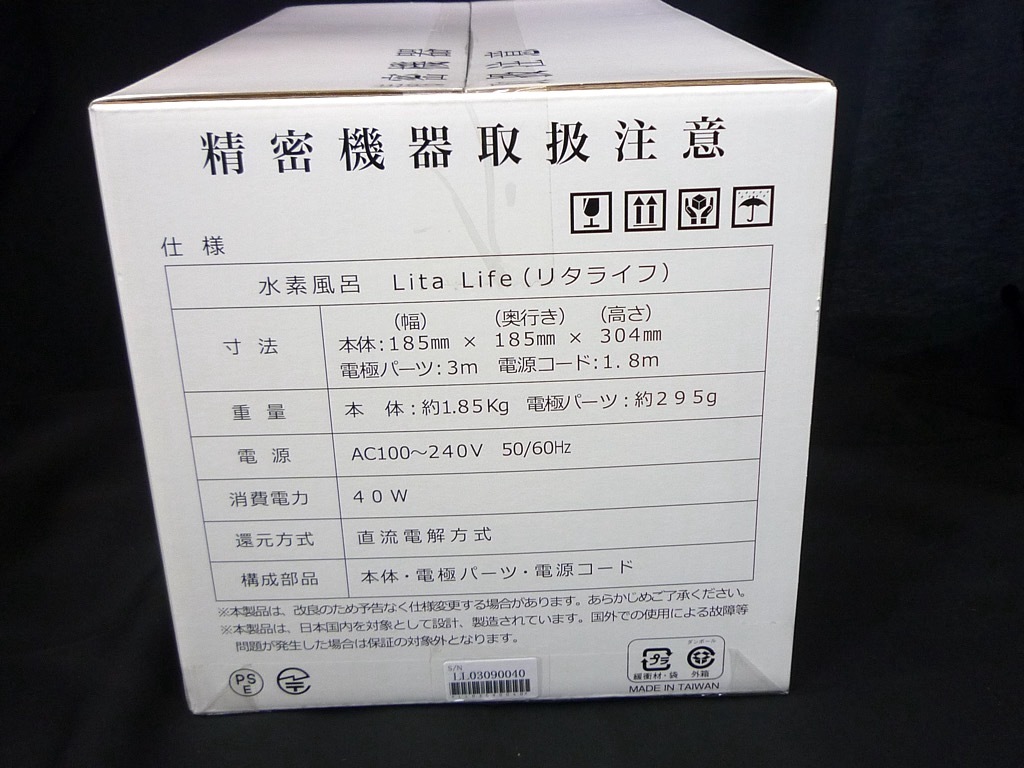 精密機器取扱注意
仕様
水素風呂 Lita Life(リタライフ)
寸法
(幅) (奥行き) (高さ)
本体:185㎜ × 185㎜ × 304㎜
電極パーツ:3m 電源コード:1.8m
重量 本体:約1.85Kg 電極パーツ:約295g
電源 AC100〜240V 50/60Hz
消費電力 40W
還元方式 直流電解方式
構成部品 本体・電極パーツ・電源コード
※本製品は、改良のため予告なく仕様変更する場合があります。あらかじめご了承ください。
※本製品は、日本国内を対象として設計、製造されています。国外での使用による故障等
問題が発生した場合は保証の対象外となります。
PS
E
S/N
LL03090040
プラ
緩衝材・袋
ダンボール
外箱
MADE IN TAIWAN